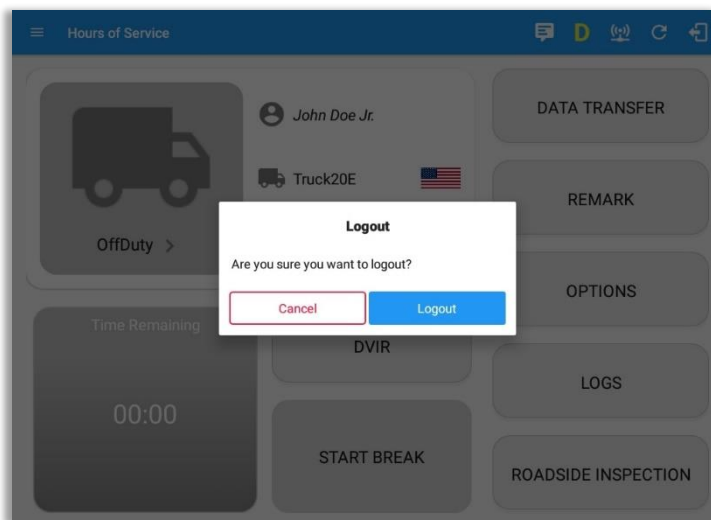 Hours of Service
D
John Doe Jr.
DATA TRANSFER
Truck20E
REMARK
OffDuty >
Logout
Are you sure you want to logout?
Cancel
Logout
OPTIONS
Time Remaining
DVIR
LOGS
00:00
START BREAK
ROADSIDE INSPECTION